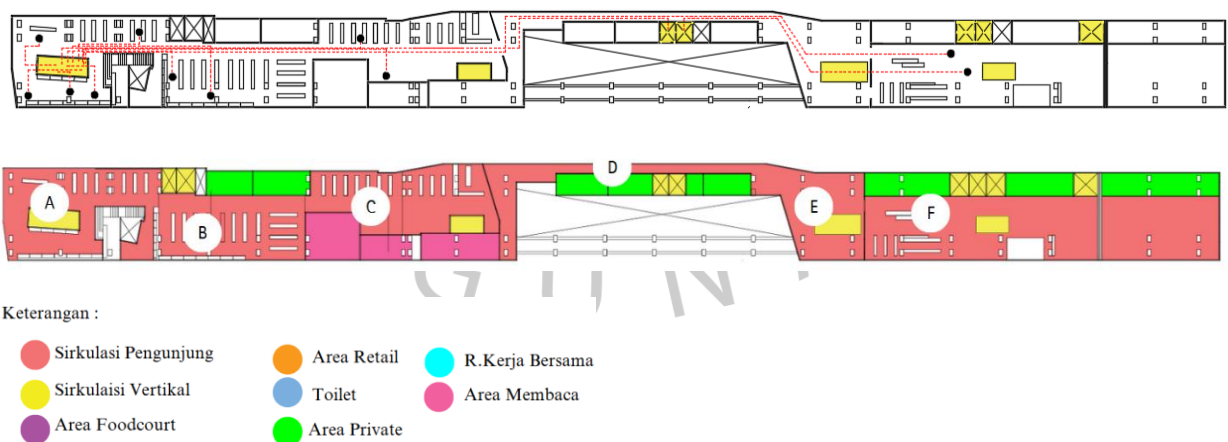 A
B
C
D
E
F
Keterangan :
Sirkulasi Pengunjung
Area Retail
R.Kerja Bersama
Sirkulaisi Vertikal
Toilet
Area Membaca
Area Foodcourt
Area Private